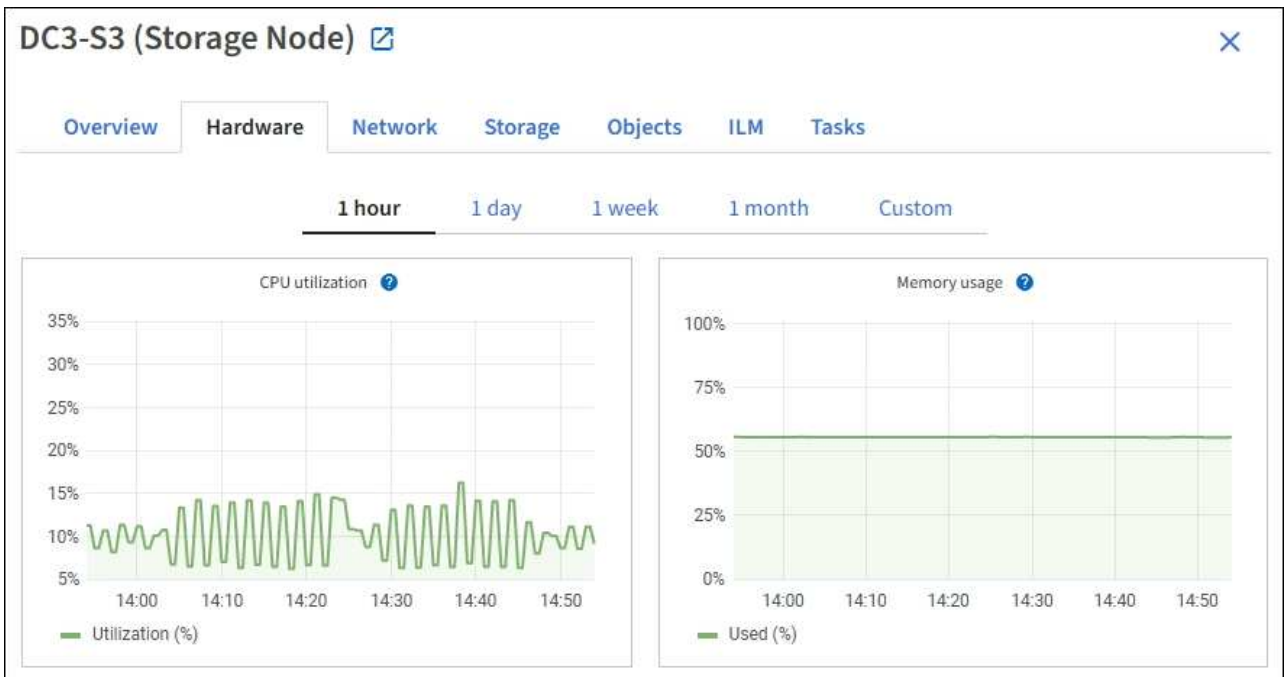 DC3-S3 (Storage Node)
Overview Hardware Network Storage Objects ILM Tasks
1 hour 1 day 1 week 1 month Custom
CPU utilization ?
35%
30%
25%
20%
15%
10%
5%
14:00 14:10 14:20 14:30 14:40 14:50
Utilization (%)
Memory usage ?
100%
75%
50%
25%
0%
14:00 14:10 14:20 14:30 14:40 14:50
Used (%)